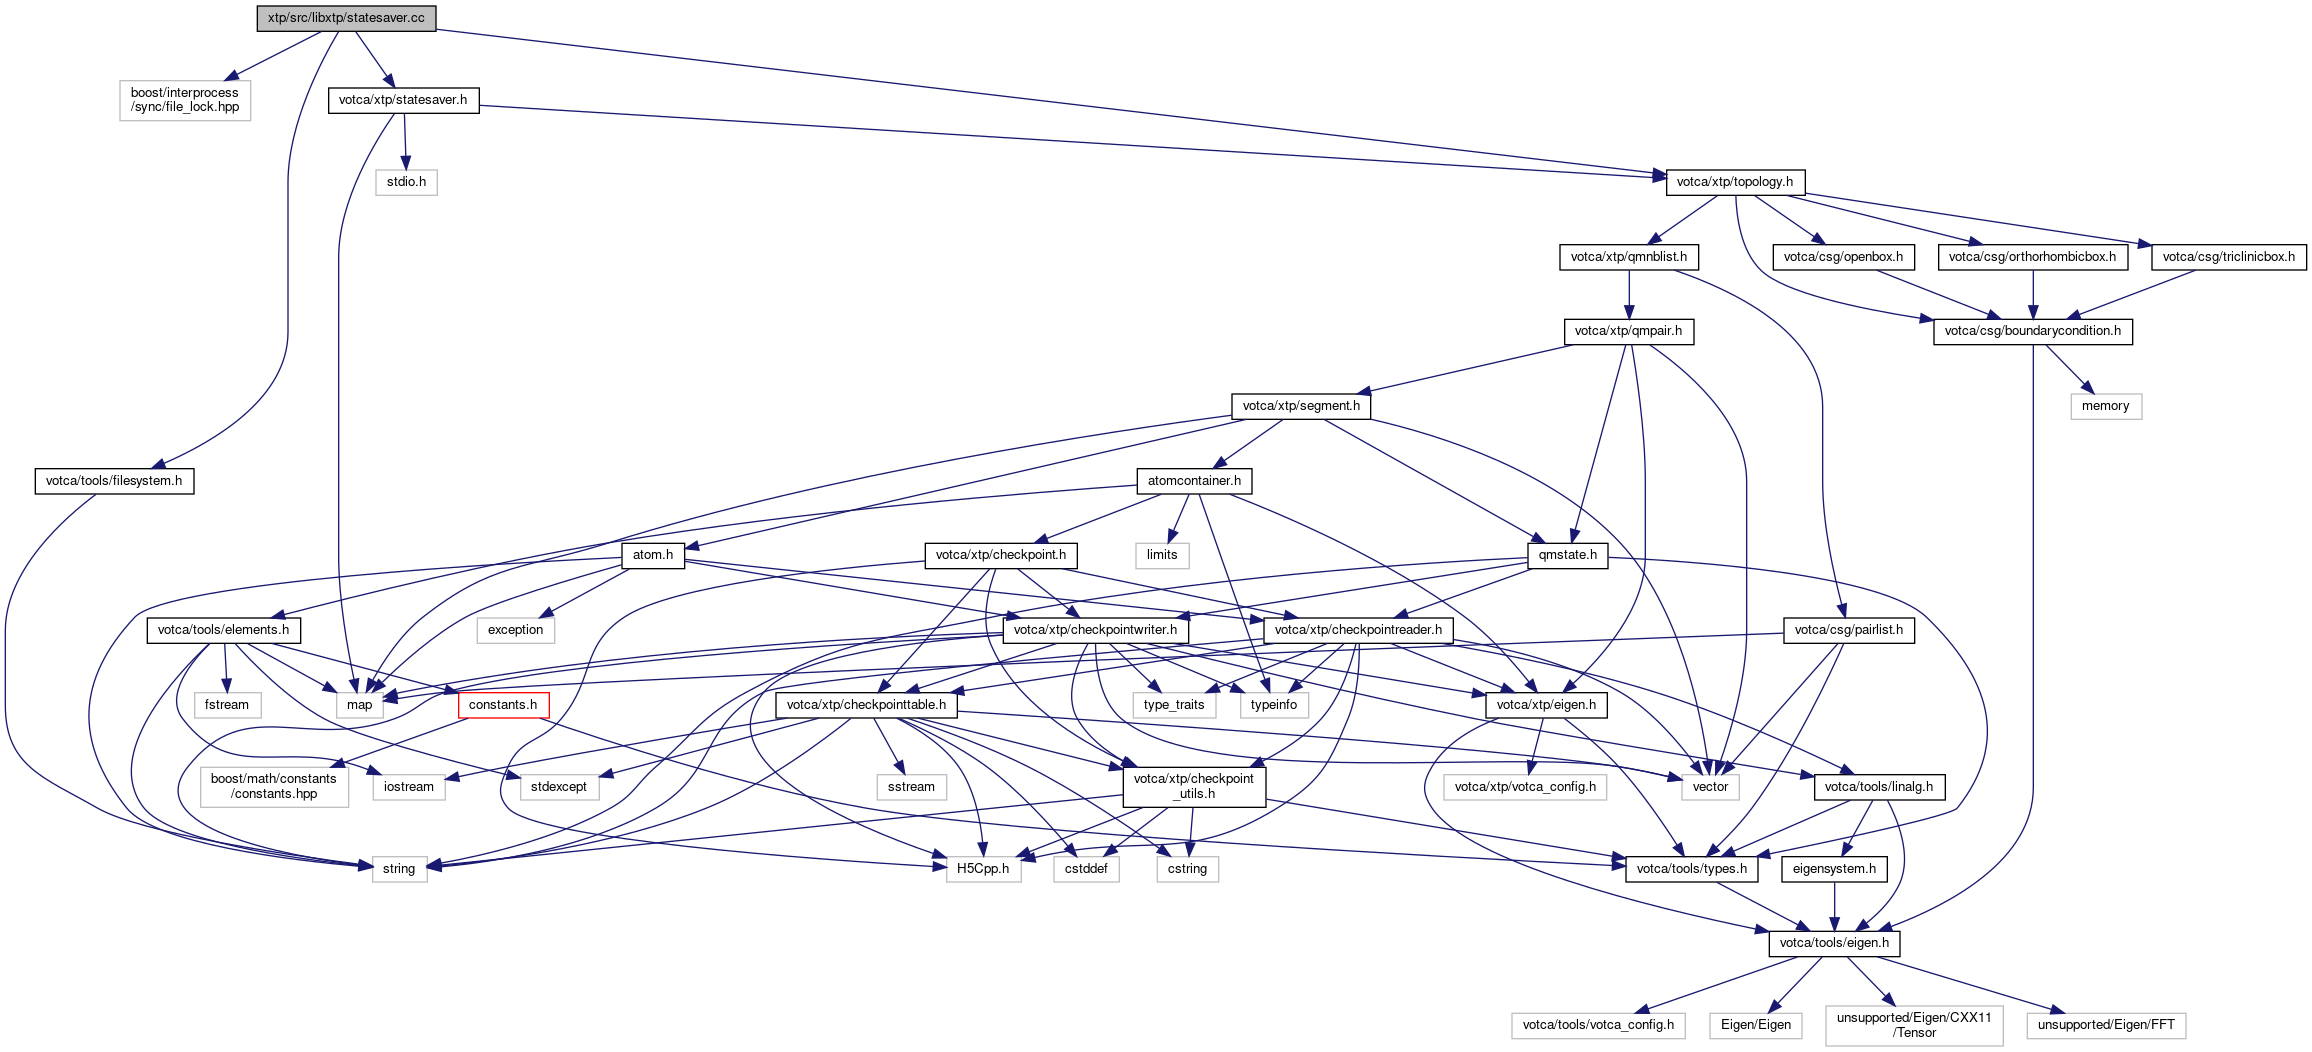 xtp/src/libxtp/statesaver.cc
boost/interprocess
/sync/file_lock.hpp
votca/xtp/statesaver.h
stdio.h
votca/xtp/topology.h
votca/xtp/qmnblist.h
votca/csg/openbox.h
votca/csg/orthorhombicbox.h
votca/csg/triclinicbox.h
votca/xtp/qmpair.h
votca/csg/boundarycondition.h
votca/xtp/segment.h
memory
votca/tools/filesystem.h
atomcontainer.h
atom.h
votca/xtp/checkpoint.h
limits
qmstate.h
votca/tools/elements.h
exception
votca/xtp/checkpointwriter.h
votca/xtp/checkpointreader.h
votca/csg/pairlist.h
fstream
map
constants.h
votca/xtp/checkpointtable.h
type_traits
typeinfo
votca/xtp/eigen.h
boost/math/constants
/constants.hpp
iostream
stdexcept
sstream
votca/xtp/checkpoint
_utils.h
votca/xtp/votca_config.h
vector
votca/tools/linalg.h
string
H5Cpp.h
cstddef
cstring
votca/tools/types.h
eigensystem.h
votca/tools/eigen.h
votca/tools/votca_config.h
Eigen/Eigen
unsupported/Eigen/CXX11
/Tensor
unsupported/Eigen/FFT